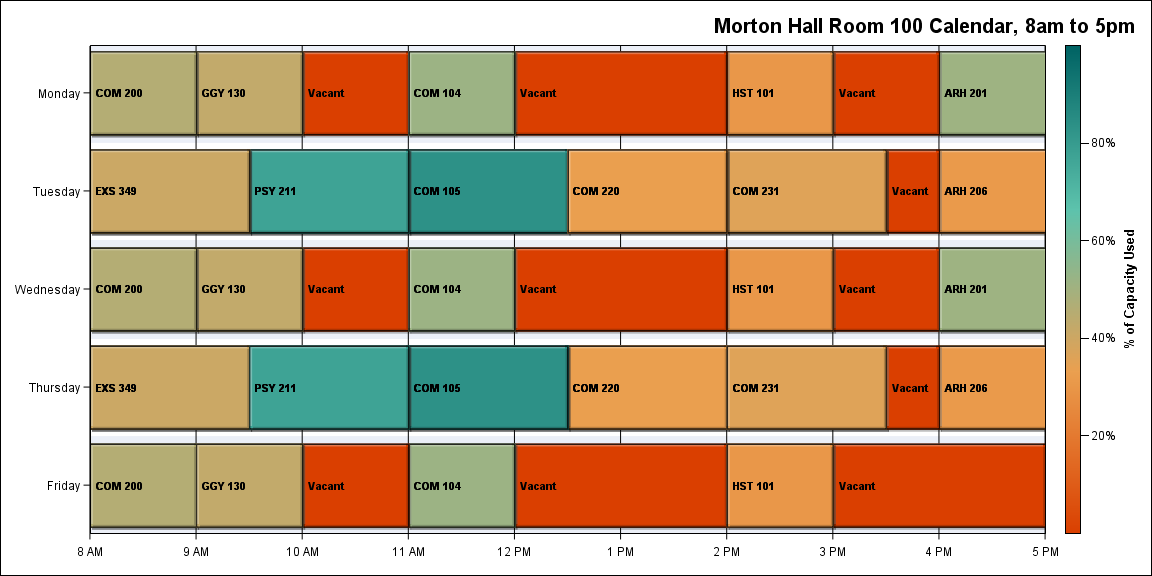 Morton Hall Room 100 Calendar, 8am to 5pm
Monday
COM 200
GGY 130
Vacant
COM 104
Vacant
HST 101
Vacant
ARH 201
Tuesday
EXS 349
PSY 211
COM 105
COM 220
COM 231
Vacant
ARH 206
Wednesday
COM 200
GGY 130
Vacant
COM 104
Vacant
HST 101
Vacant
ARH 201
Thursday
EXS 349
PSY 211
COM 105
COM 220
COM 231
Vacant
ARH 206
Friday
COM 200
GGY 130
Vacant
COM 104
Vacant
HST 101
Vacant
8 AM
9 AM
10 AM
11 AM
12 PM
1 PM
2 PM
3 PM
4 PM
5 PM
80%
60%
40%
20%
% of Capacity Used